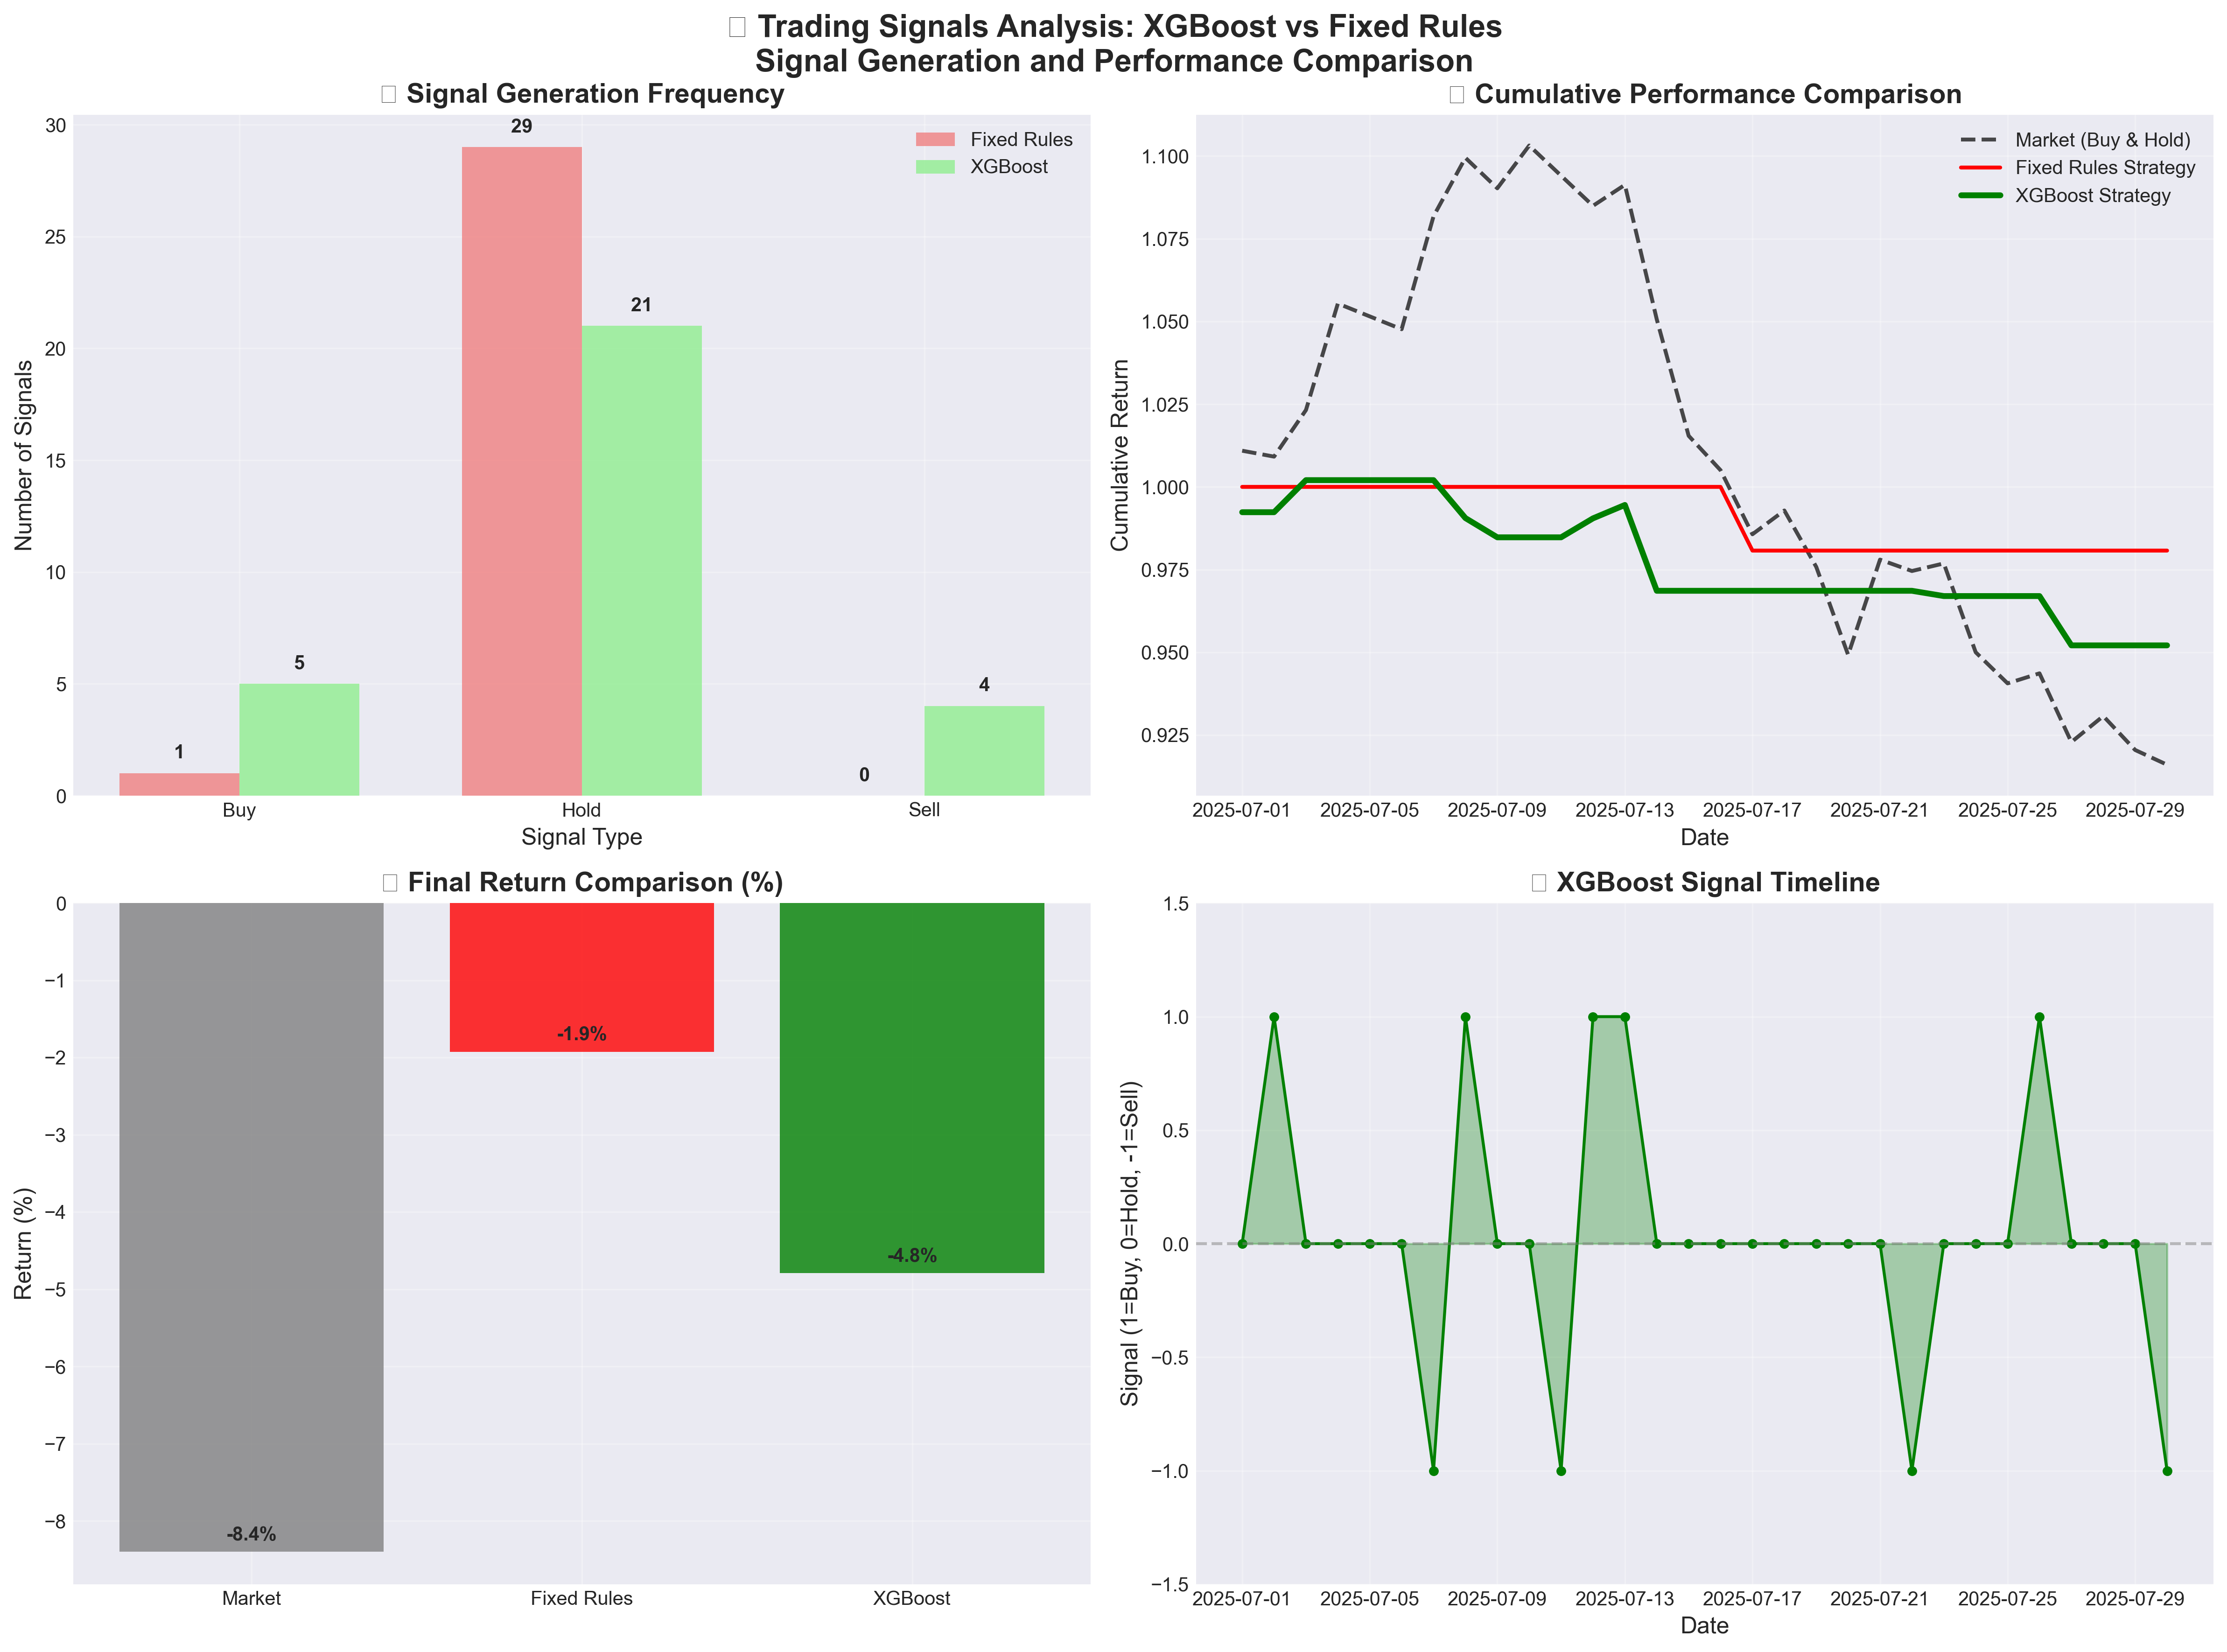 Trading Signals Analysis: XGBoost vs Fixed Rules
Signal Generation and Performance Comparison
Signal Generation Frequency
30
25
20
15
10
5
0
Number of Signals
29
21
5
4
1
0
Fixed Rules
XGBoost
Buy
Hold
Sell
Signal Type
Cumulative Performance Comparison
1.100
1.075
1.050
1.025
1.000
0.975
0.950
0.925
Cumulative Return
Market (Buy & Hold)
Fixed Rules Strategy
XGBoost Strategy
2025-07-01
2025-07-05
2025-07-09
2025-07-13
2025-07-17
2025-07-21
2025-07-25
2025-07-29
Date
Final Return Comparison (%)
0
−1
−2
−3
−4
−5
−6
−7
−8
Return (%)
-8.4%
-1.9%
-4.8%
Market
Fixed Rules
XGBoost
XGBoost Signal Timeline
1.5
1.0
0.5
0.0
−0.5
−1.0
−1.5
Signal (1=Buy, 0=Hold, -1=Sell)
2025-07-01
2025-07-05
2025-07-09
2025-07-13
2025-07-17
2025-07-21
2025-07-25
2025-07-29
Date